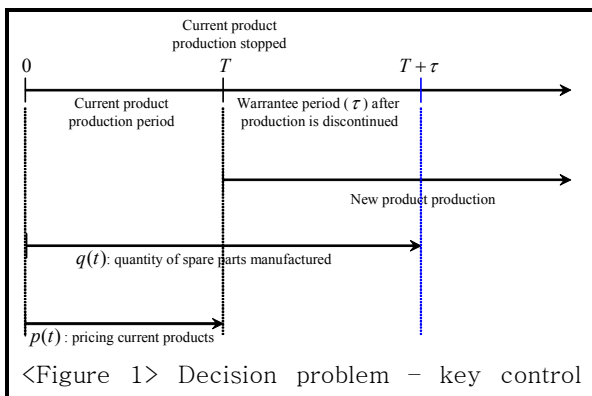 Current product
production stopped
0
T
T + τ
Current product
production period
Warrantee period ( τ ) after
production is discontinued
New product production
q(t): quantity of spare parts manufactured
p(t) : pricing current products
<Figure 1> Decision problem – key control